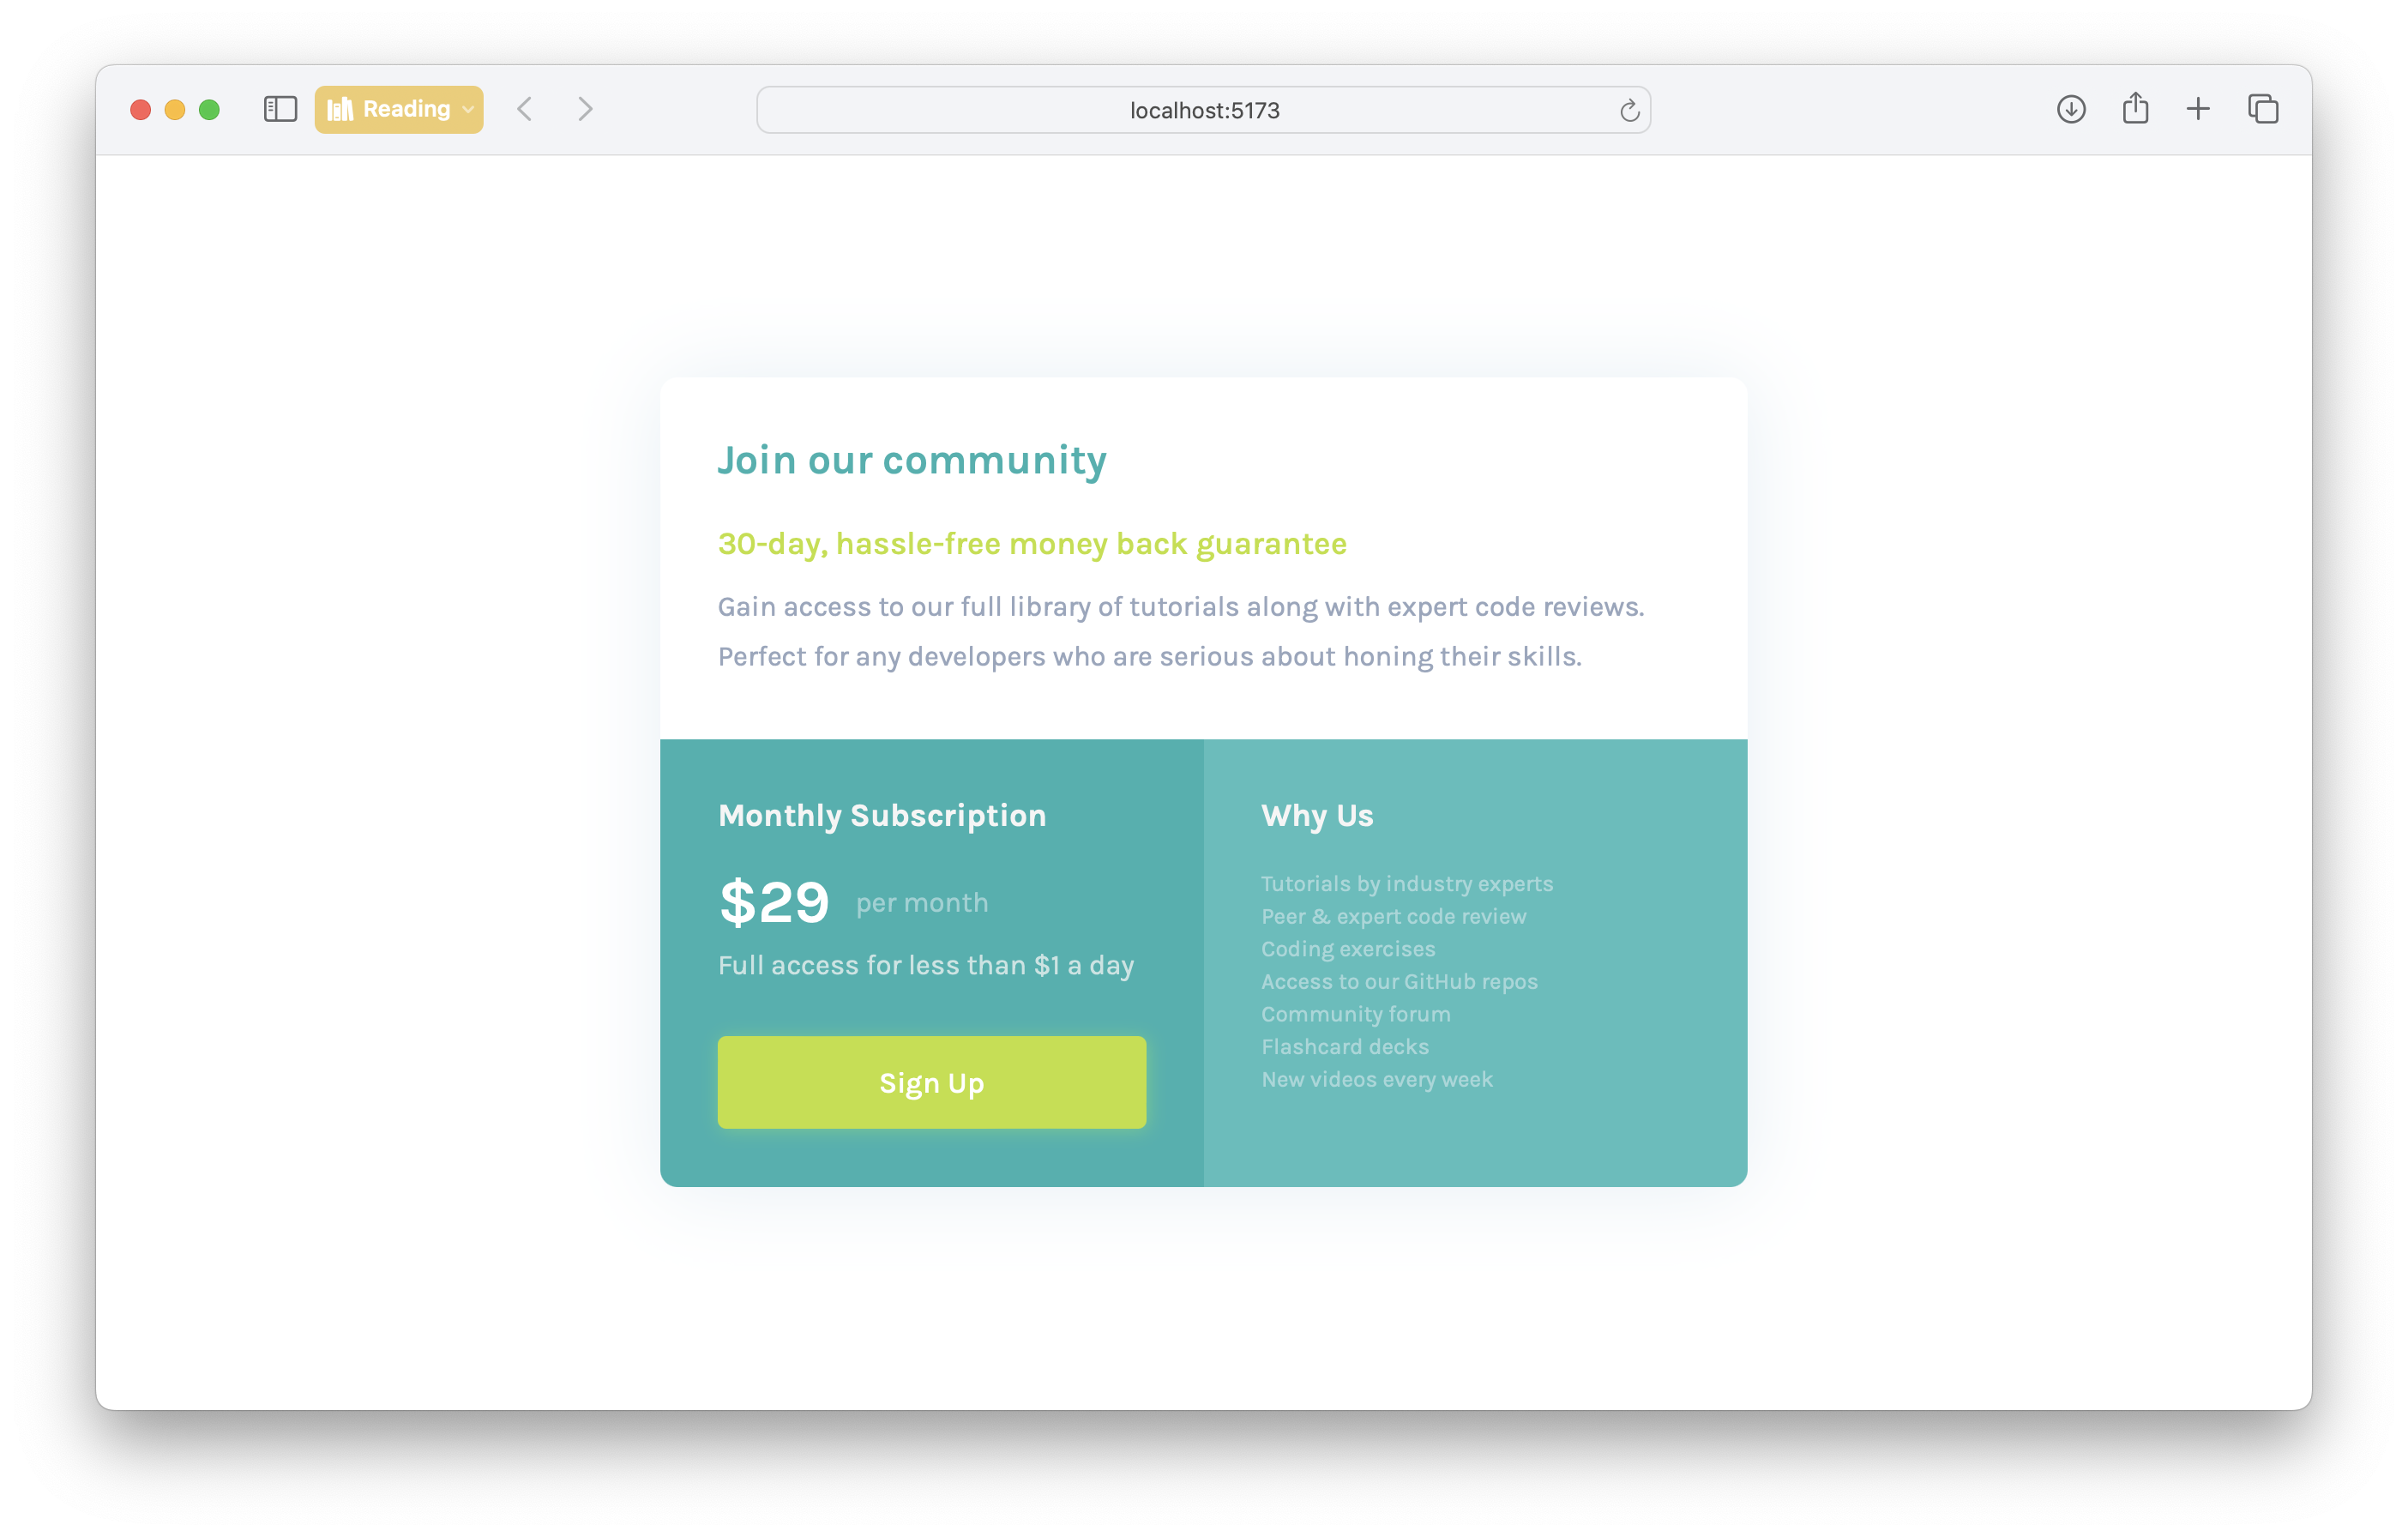 Reading
localhost:5173
Join our community
30-day, hassle-free money back guarantee
Gain access to our full library of tutorials along with expert code reviews.
Perfect for any developers who are serious about honing their skills.
Monthly Subscription
$29 per month
Full access for less than $1 a day
Sign Up
Why Us
Tutorials by industry experts
Peer & expert code review
Coding exercises
Access to our GitHub repos
Community forum
Flashcard decks
New videos every week